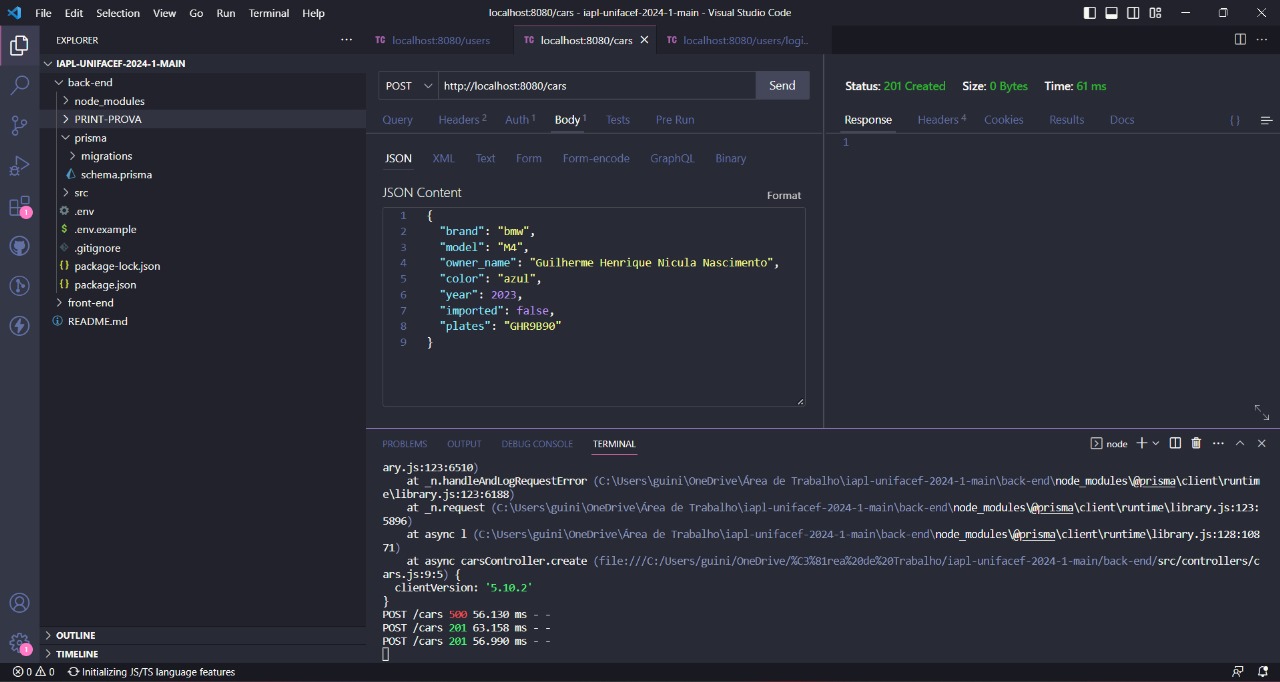 File Edit Selection View Go Run Terminal Help
localhost:8080/cars - iapl-unifacef-2024-1-main - Visual Studio Code
EXPLORER
IAPL-UNIFACEF-2024-1-MAIN
back-end
node_modules
PRINT-PROVA
prisma
migrations
schema.prisma
src
.env
$ .env.example
.gitignore
{} package-lock.json
{} package.json
front-end
README.md
OUTLINE
TIMELINE
TC localhost:8080/users
TC localhost:8080/cars
TC localhost:8080/users/logi...
POST http://localhost:8080/cars Send
Query Headers 2 Auth 1 Body 1 Tests Pre Run
JSON XML Text Form Form-encode GraphQL Binary
JSON Content Format
1 {
2 "brand": "bmw",
3 "model": "M4",
4 "owner_name": "Guilherme Henrique Nicula Nascimento",
5 "color": "azul",
6 "year": 2023,
7 "imported": false,
8 "plates": "GHR9B90"
9 }
Status: 201 Created Size: 0 Bytes Time: 61 ms
Response Headers 4 Cookies Results Docs { }
1
PROBLEMS OUTPUT DEBUG CONSOLE TERMINAL
node
ary.js:123:6510)
at _n.handleAndLogRequestError (C:\Users\guini\OneDrive\Área de Trabalho\iapl-unifacef-2024-1-main\back-end\node_modules\@prisma\client\runtim
e\library.js:123:6188)
at _n.request (C:\Users\guini\OneDrive\Área de Trabalho\iapl-unifacef-2024-1-main\back-end\node_modules\@prisma\client\runtime\library.js:123:
5896)
at async l (C:\Users\guini\OneDrive\Área de Trabalho\iapl-unifacef-2024-1-main\back-end\node_modules\@prisma\client\runtime\library.js:128:108
71)
at async carsController.create (file:///C:/Users/guini/OneDrive/%C3%81rea%20de%20Trabalho/iapl-unifacef-2024-1-main/back-end/src/controllers/c
ars.js:9:5) {
clientVersion: '5.10.2'
}
POST /cars 500 56.130 ms - -
POST /cars 201 63.158 ms - -
POST /cars 201 56.990 ms - -
0 0 Initializing JS/TS language features